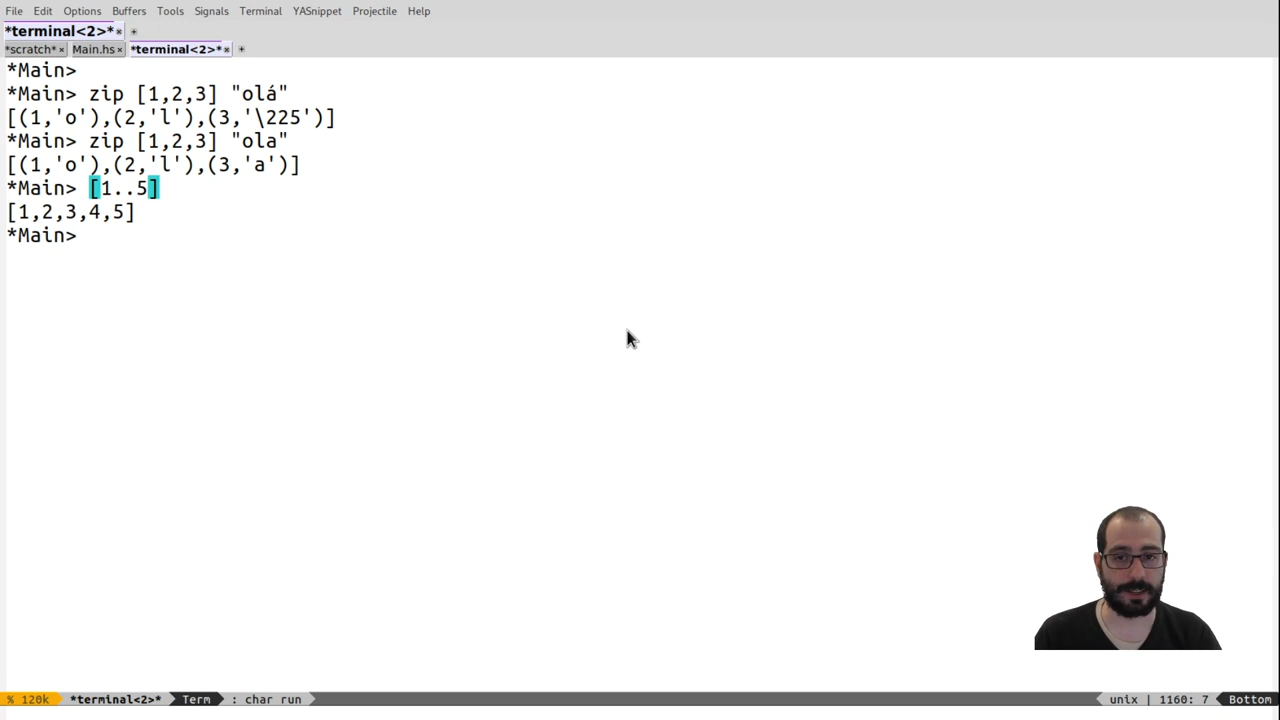 File Edit Options Buffers Tools Signals Terminal YASnippet Projectile Help
*terminal<2>*× +
*scratch*× Main.hs× *terminal<2>*× +
*Main>
*Main> zip [1,2,3] "olá"
[(1,'o'),(2,'l'),(3,'\225')]
*Main> zip [1,2,3] "ola"
[(1,'o'),(2,'l'),(3,'a')]
*Main> [1..5]
[1,2,3,4,5]
*Main>
% 120k *terminal<2>* Term : char run unix | 1160: 7 Bottom